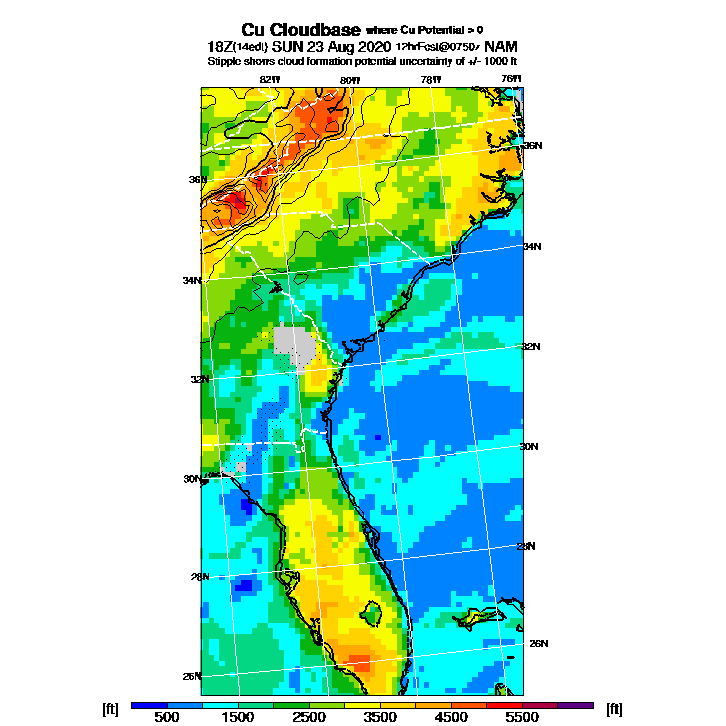 Cu Cloudbase where Cu Potential > 0
18Z(14edt) SUN 23 Aug 2020 12hrFcst@0750z NAM
Stipple shows cloud formation potential uncertainty of +/- 1000 ft
82W 80W 78W 76W
36N
36N
34N
34N
32N
32N
30N
30N
28N
28N
26N
26N
[ft] 500 1500 2500 3500 4500 5500 [ft]